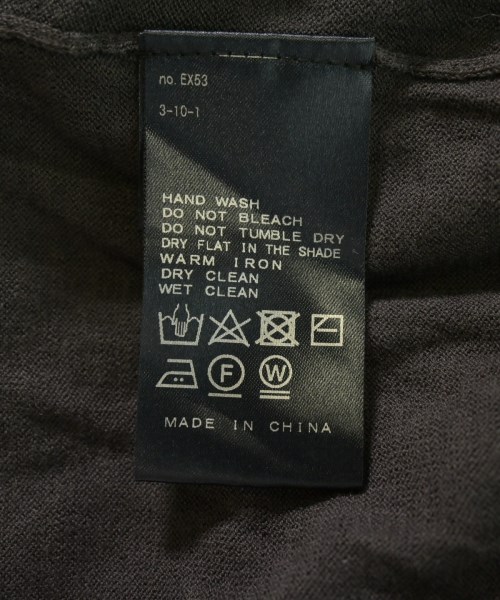 no. EX53
3-10-1
HAND WASH
DO NOT BLEACH
DO NOT TUMBLE DRY
DRY FLAT IN THE SHADE
WARM IRON
DRY CLEAN
WET CLEAN
F W
MADE IN CHINA